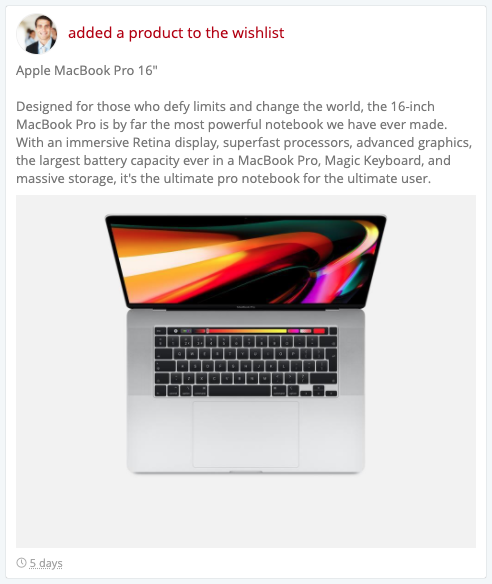 added a product to the wishlist
Apple MacBook Pro 16"
Designed for those who defy limits and change the world, the 16-inch
MacBook Pro is by far the most powerful notebook we have ever made.
With an immersive Retina display, superfast processors, advanced graphics,
the largest battery capacity ever in a MacBook Pro, Magic Keyboard, and
massive storage, it's the ultimate pro notebook for the ultimate user.
5 days